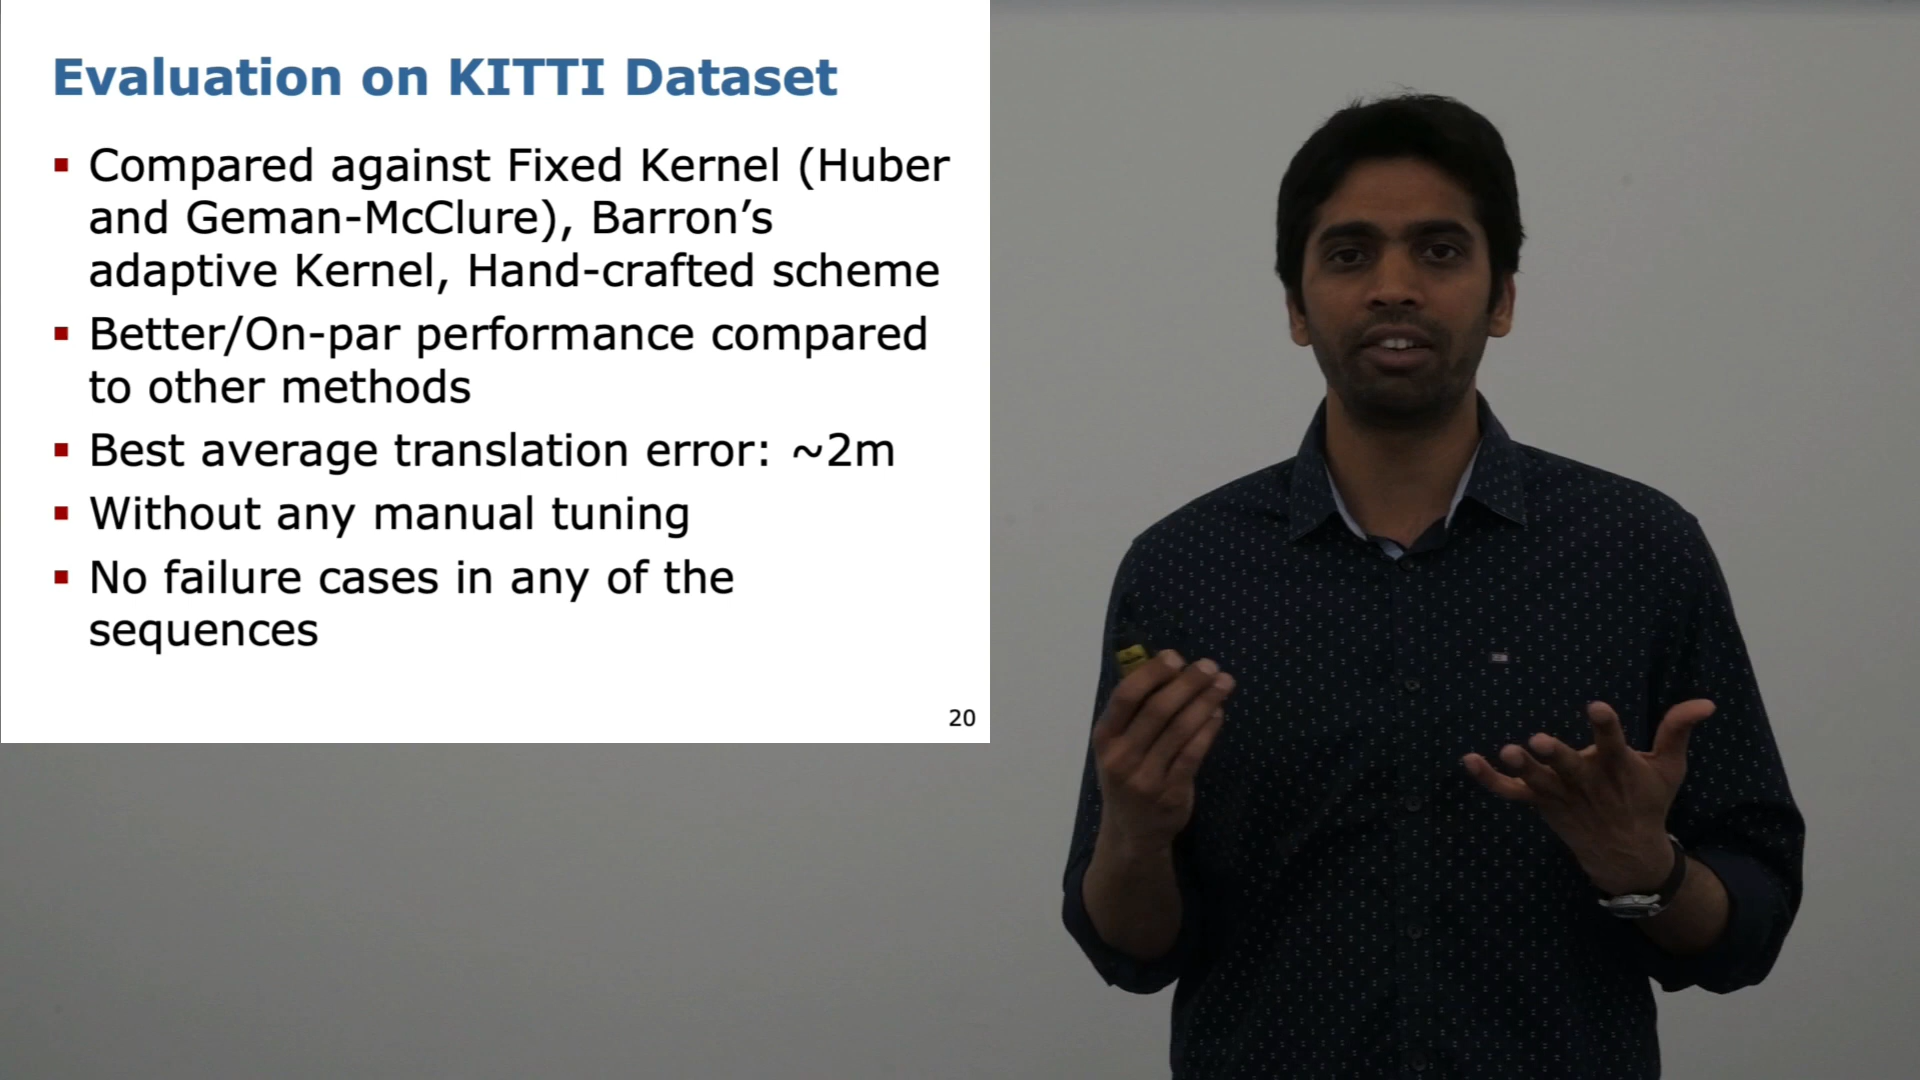 Evaluation on KITTI Dataset
▪ Compared against Fixed Kernel (Huber
and Geman-McClure), Barron’s
adaptive Kernel, Hand-crafted scheme
▪ Better/On-par performance compared
to other methods
▪ Best average translation error: ~2m
▪ Without any manual tuning
▪ No failure cases in any of the
sequences
20